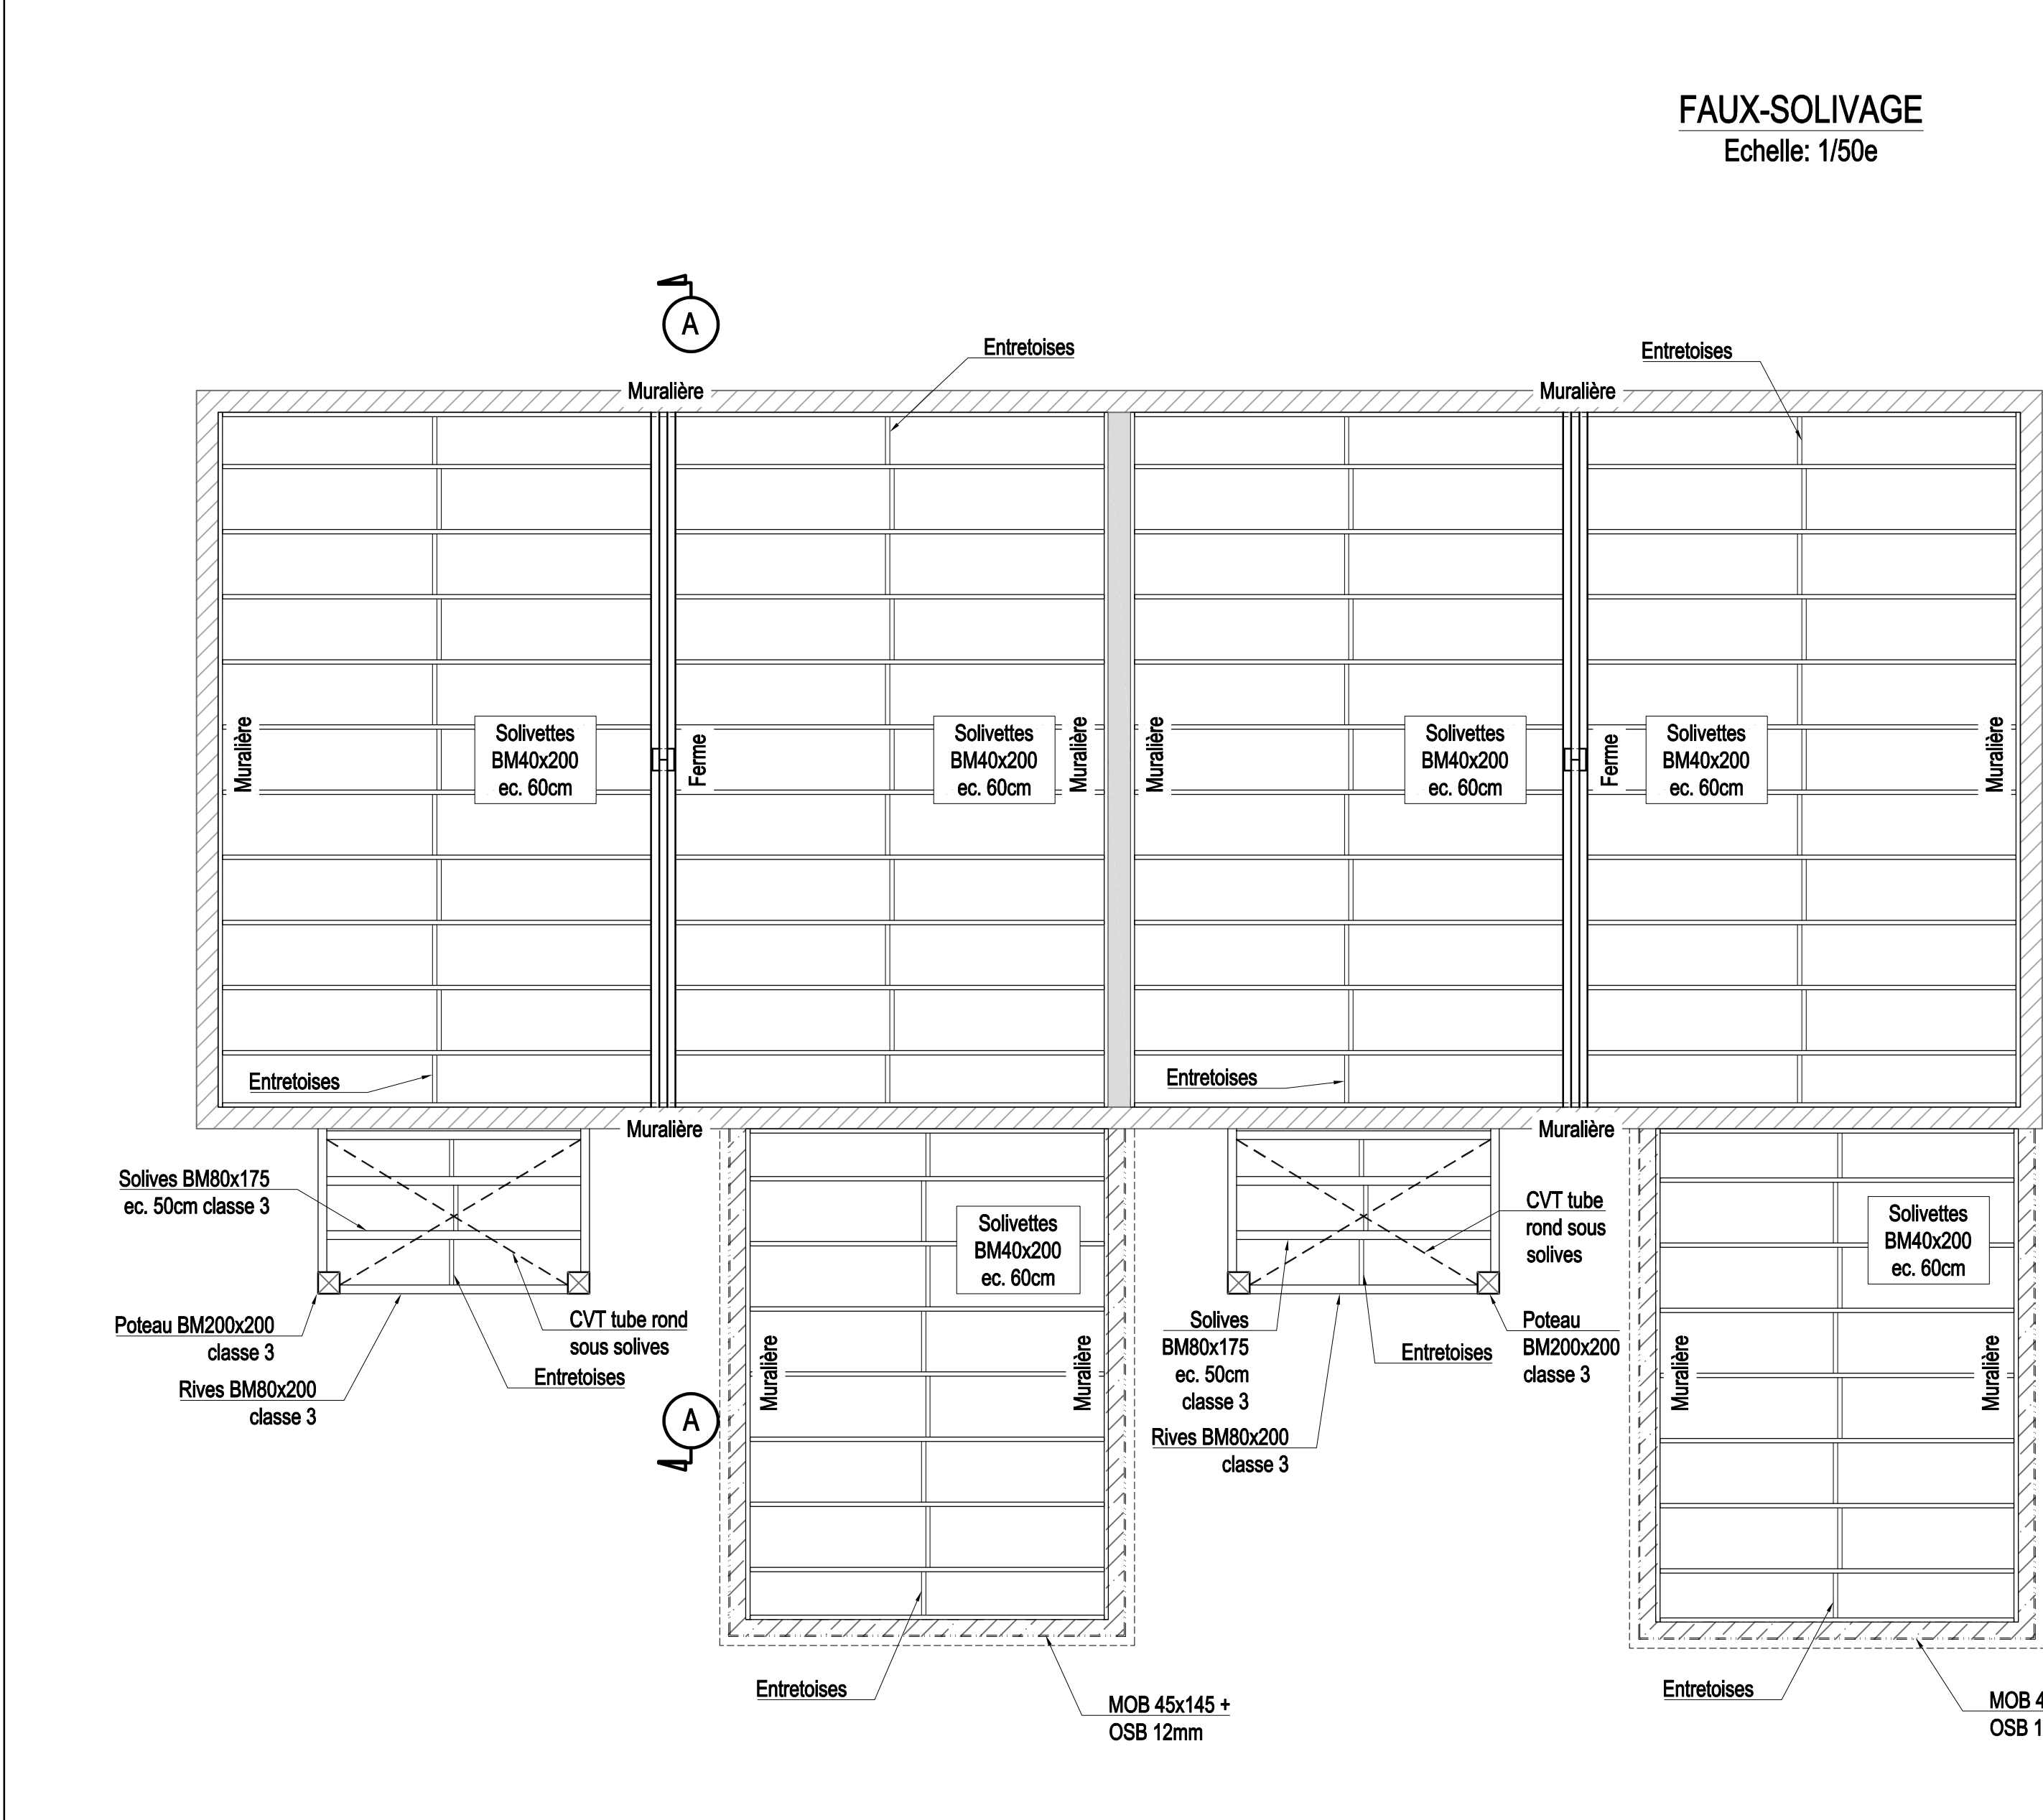 FAUX-SOLIVAGE
Echelle: 1/50e
A
Entretoises
Entretoises
Muralière
Muralière
Muralière
Solivettes
BM40x200
ec. 60cm
Ferme
Solivettes
BM40x200
ec. 60cm
Muralière
Muralière
Solivettes
BM40x200
ec. 60cm
Ferme
Solivettes
BM40x200
ec. 60cm
Muralière
Entretoises
Entretoises
Muralière
Muralière
Solives BM80x175
ec. 50cm classe 3
Poteau BM200x200
classe 3
Rives BM80x200
classe 3
CVT tube rond
sous solives
Entretoises
A
Solivettes
BM40x200
ec. 60cm
Muralière
Muralière
CVT tube
rond sous
solives
Solives
BM80x175
ec. 50cm
classe 3
Rives BM80x200
classe 3
Entretoises
Poteau
BM200x200
classe 3
Solivettes
BM40x200
ec. 60cm
Muralière
Muralière
Entretoises
MOB 45x145 +
OSB 12mm
Entretoises
MOB 4
OSB 1